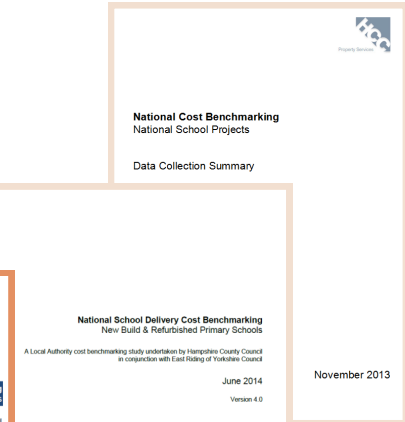 HCC
Property Services
National Cost Benchmarking
National School Projects
Data Collection Summary
November 2013
National School Delivery Cost Benchmarking
New Build & Refurbished Primary Schools
A Local Authority cost benchmarking study undertaken by Hampshire County Council
in conjunction with East Riding of Yorkshire Council
June 2014
Version 4.0